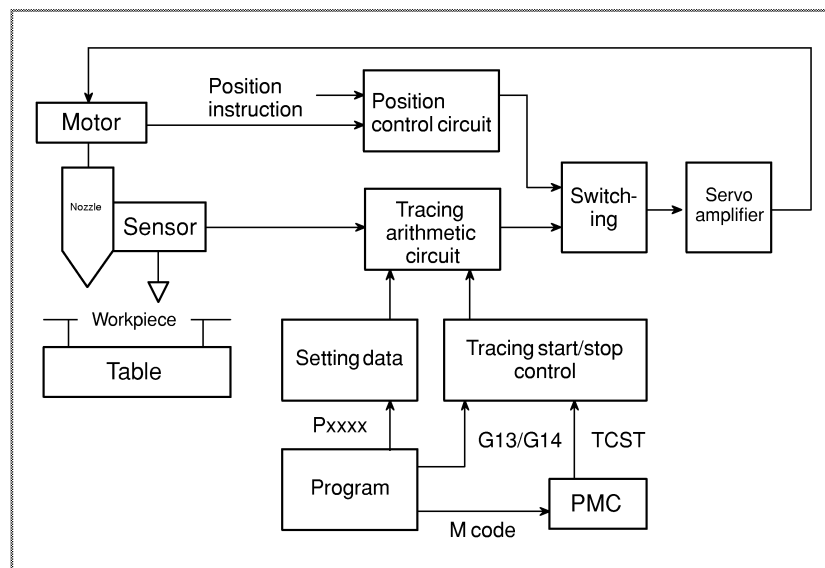 Position
instruction
Position
control circuit
Motor
Nozzle
Sensor
Tracing
arithmetic
circuit
Switch-
ing
Servo
amplifier
Workpiece
Table
Setting data
Tracing start/stop
control
Pxxxx
G13/G14
TCST
Program
PMC
M code